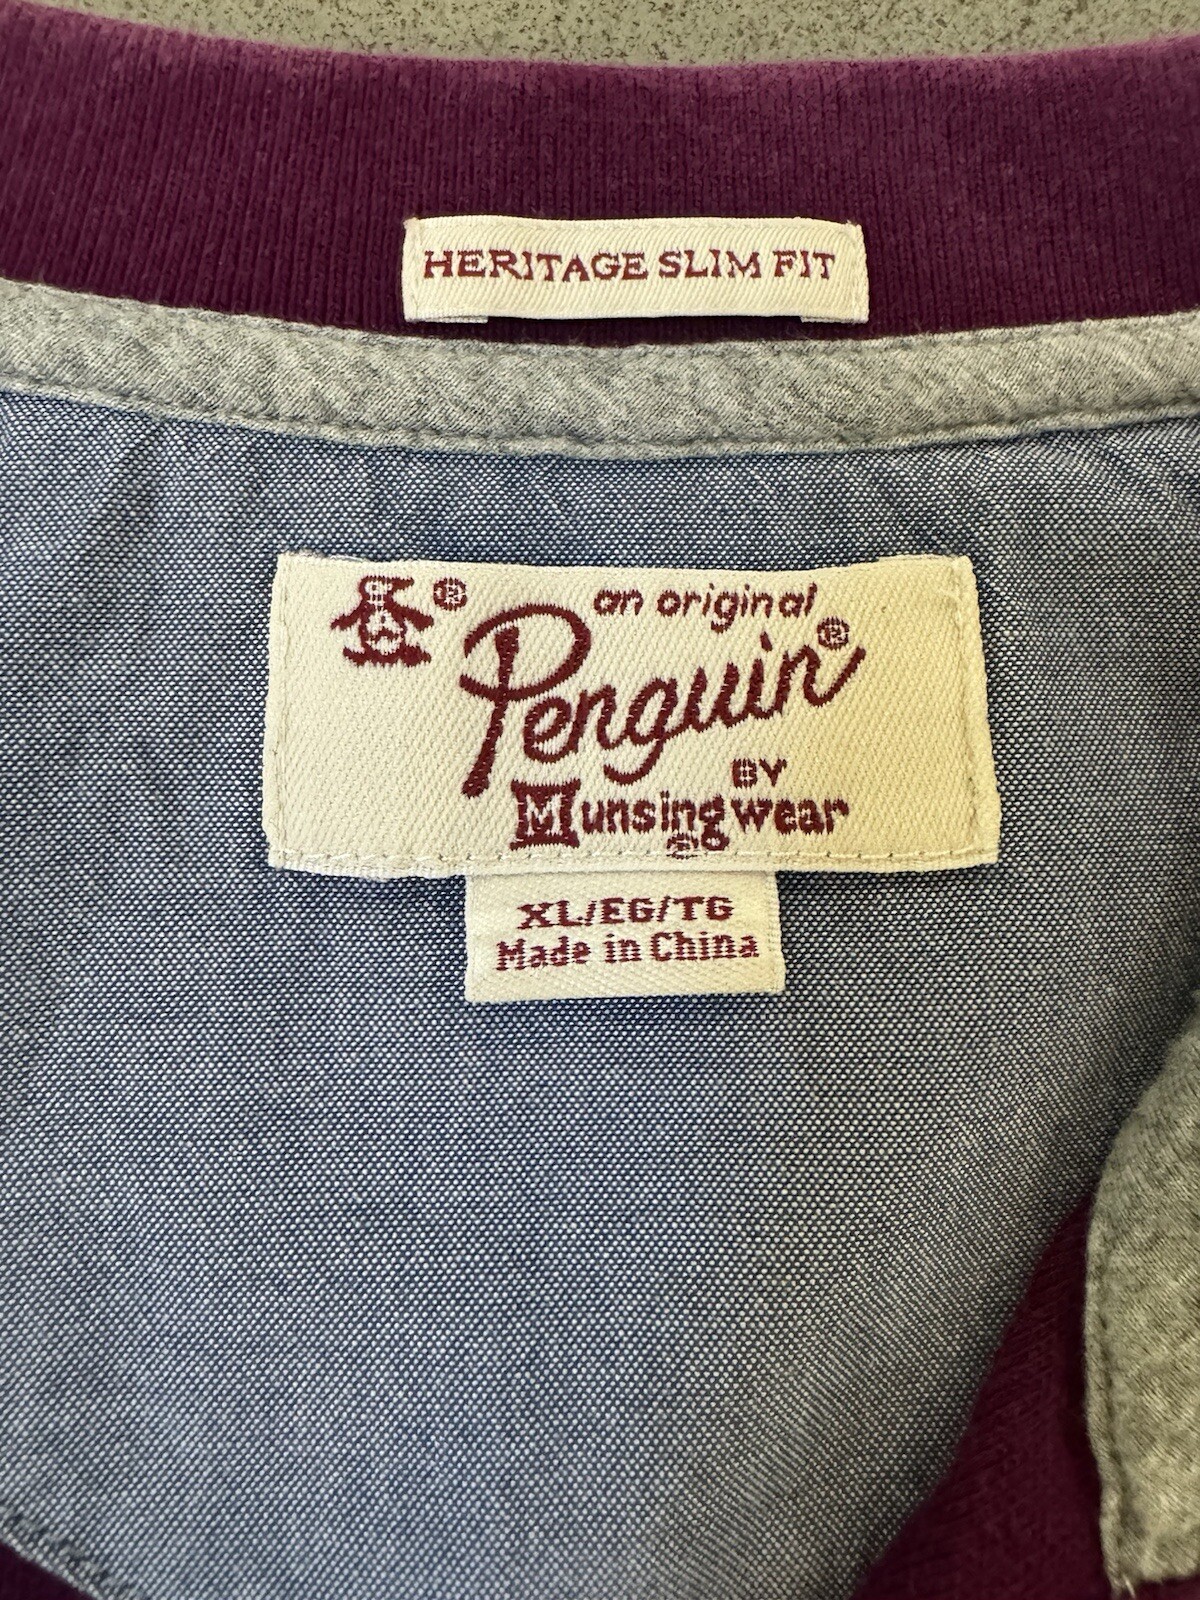 HERITAGE SLIM FIT
®
an original
Penguin®
BY
Munsingwear
®
XL/EG/TG
Made in China